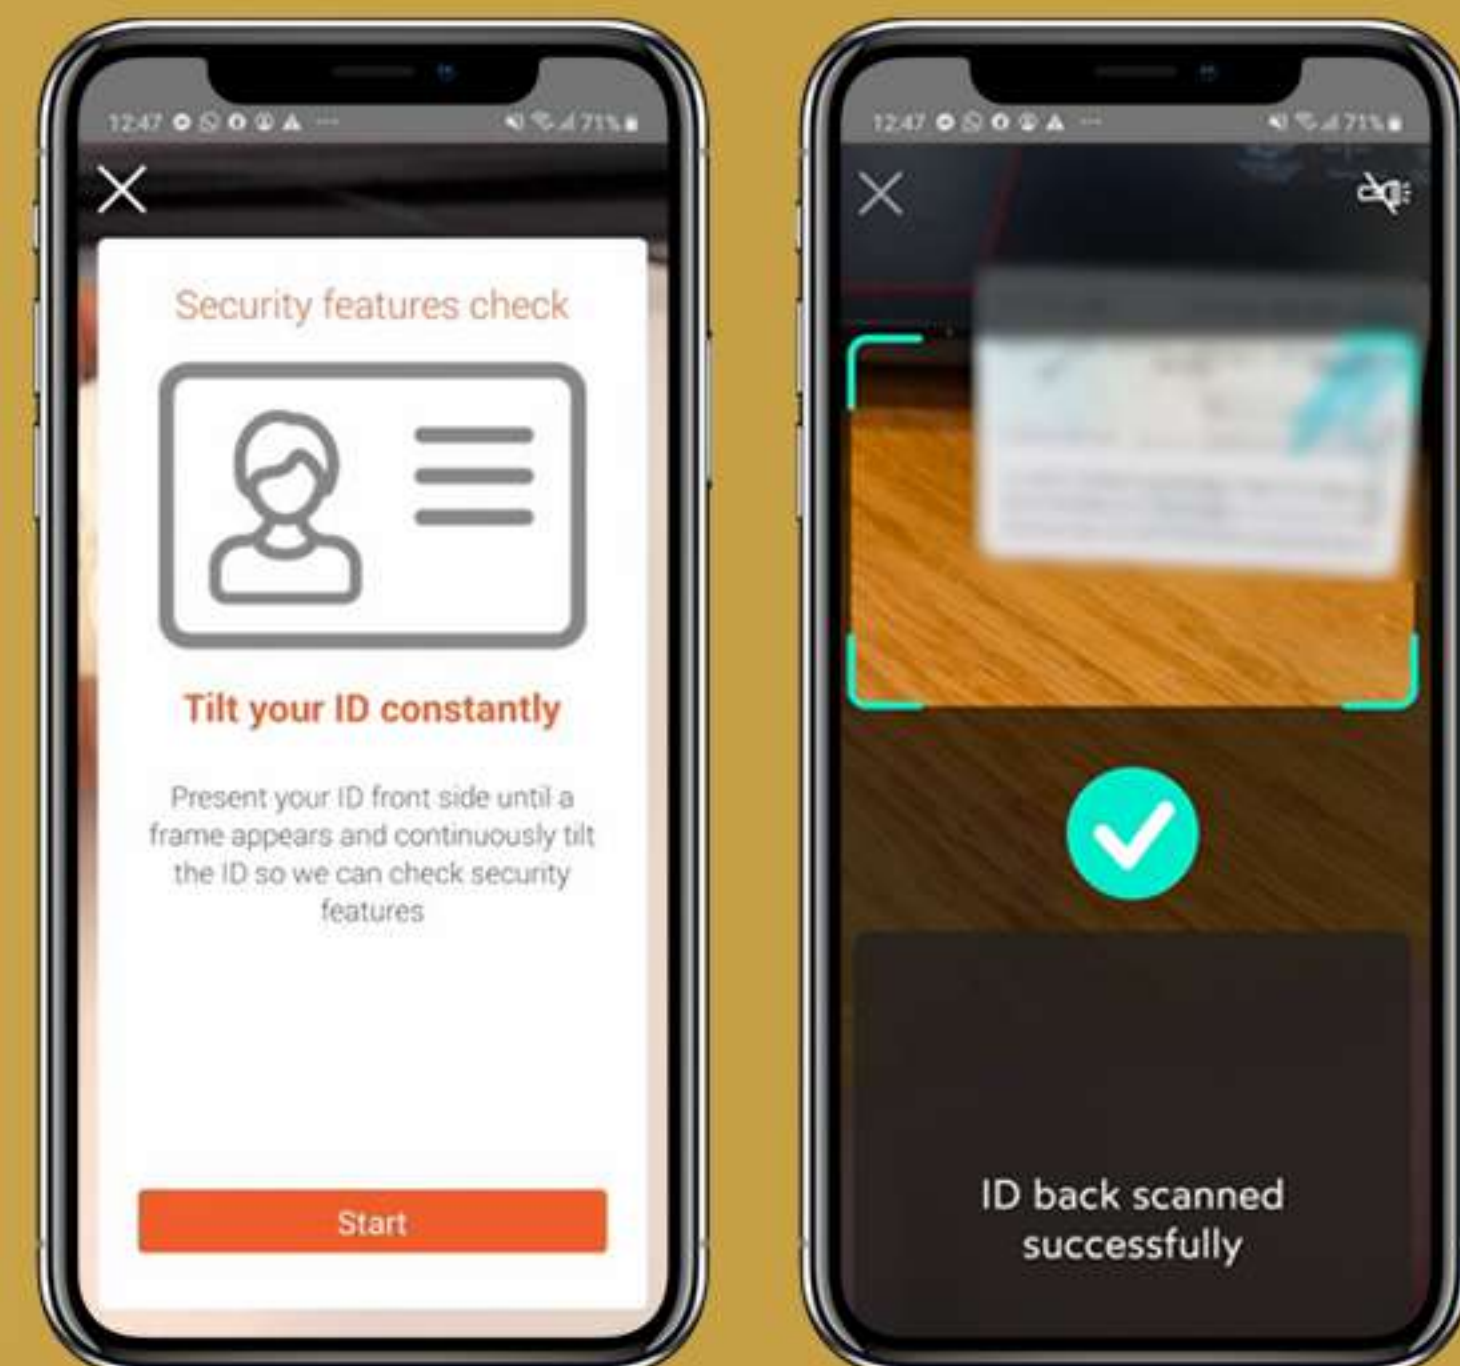 12:47
71%
Security features check
Tilt your ID constantly
Present your ID front side until a
frame appears and continuously tilt
the ID so we can check security
features
Start
12:47
71%
ID back scanned
successfully